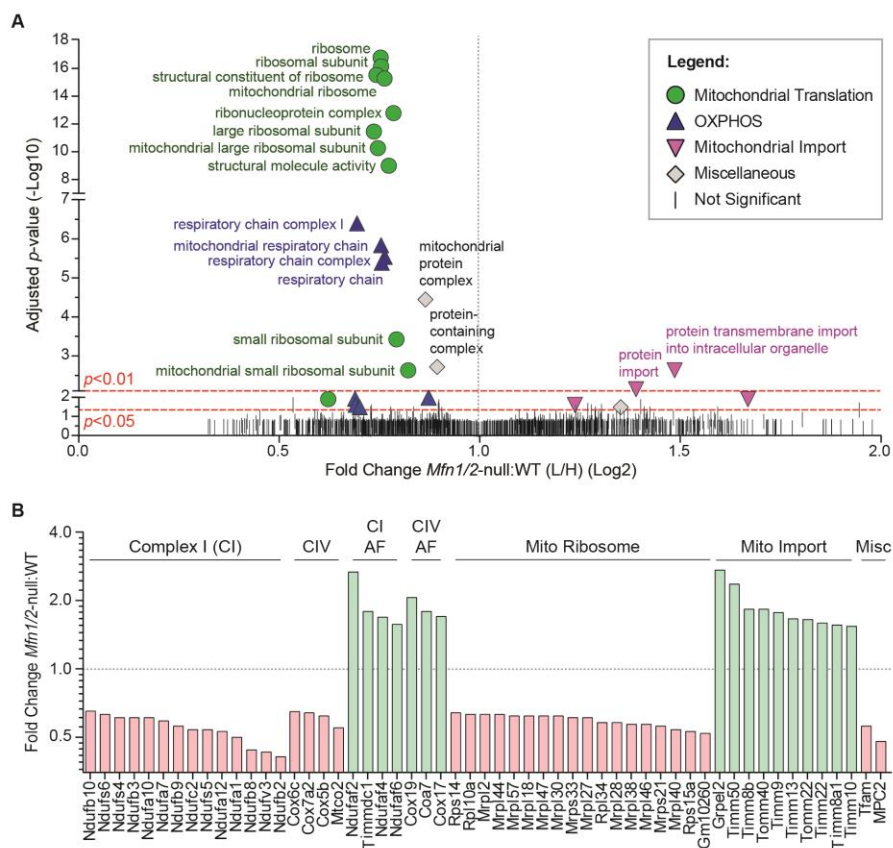 A
18
16
14
12
10
8
7
6
5
4
3
2
2
1
0
Adjusted p-value (-Log10)
ribosome
ribosomal subunit
structural constituent of ribosome
mitochondrial ribosome
ribonucleoprotein complex
large ribosomal subunit
mitochondrial large ribosomal subunit
structural molecule activity
respiratory chain complex I
mitochondrial respiratory chain
respiratory chain complex
respiratory chain
mitochondrial
protein
complex
protein-
containing
complex
small ribosomal subunit
mitochondrial small ribosomal subunit
protein
import
protein transmembrane import
into intracellular organelle
p<0.01
p<0.05
Legend:
Mitochondrial Translation
OXPHOS
Mitochondrial Import
Miscellaneous
Not Significant
0 0.5 1.0 1.5 2.0
Fold Change Mfn1/2-null:WT (L/H) (Log2)
B
Fold Change Mfn1/2-null:WT
4.0
2.0
1.0
0.5
Complex I (CI)
CIV
CI
AF
CIV
AF
Mito Ribosome
Mito Import
Misc
Ndufb10
Ndufs6
Ndufs4
Ndufb3
Ndufa10
Ndufa7
Ndufb9
Ndufc2
Ndufs5
Ndufa12
Ndufa1
Ndufb8
Ndufv3
Ndufb2
Cox6c
Cox7a2
Cox5b
Mtco2
Ndufaf2
Timmdc1
Ndufaf4
Ndufaf6
Cox19
Coa7
Cox17
Rps14
Rpl10a
Mrpl2
Mrpl44
Mrpl57
Mrpl18
Mrpl47
Mrpl30
Mrps33
Mrpl27
Rpl34
Mrpl28
Mrpl38
Mrpl46
Mrps21
Mrpl40
Rps15a
Gm10260
Grpel2
Timm50
Timm8b
Tomm40
Timm9
Timm13
Tomm22
Timm22
Timm8a1
Timm10
Tfam
MPC2